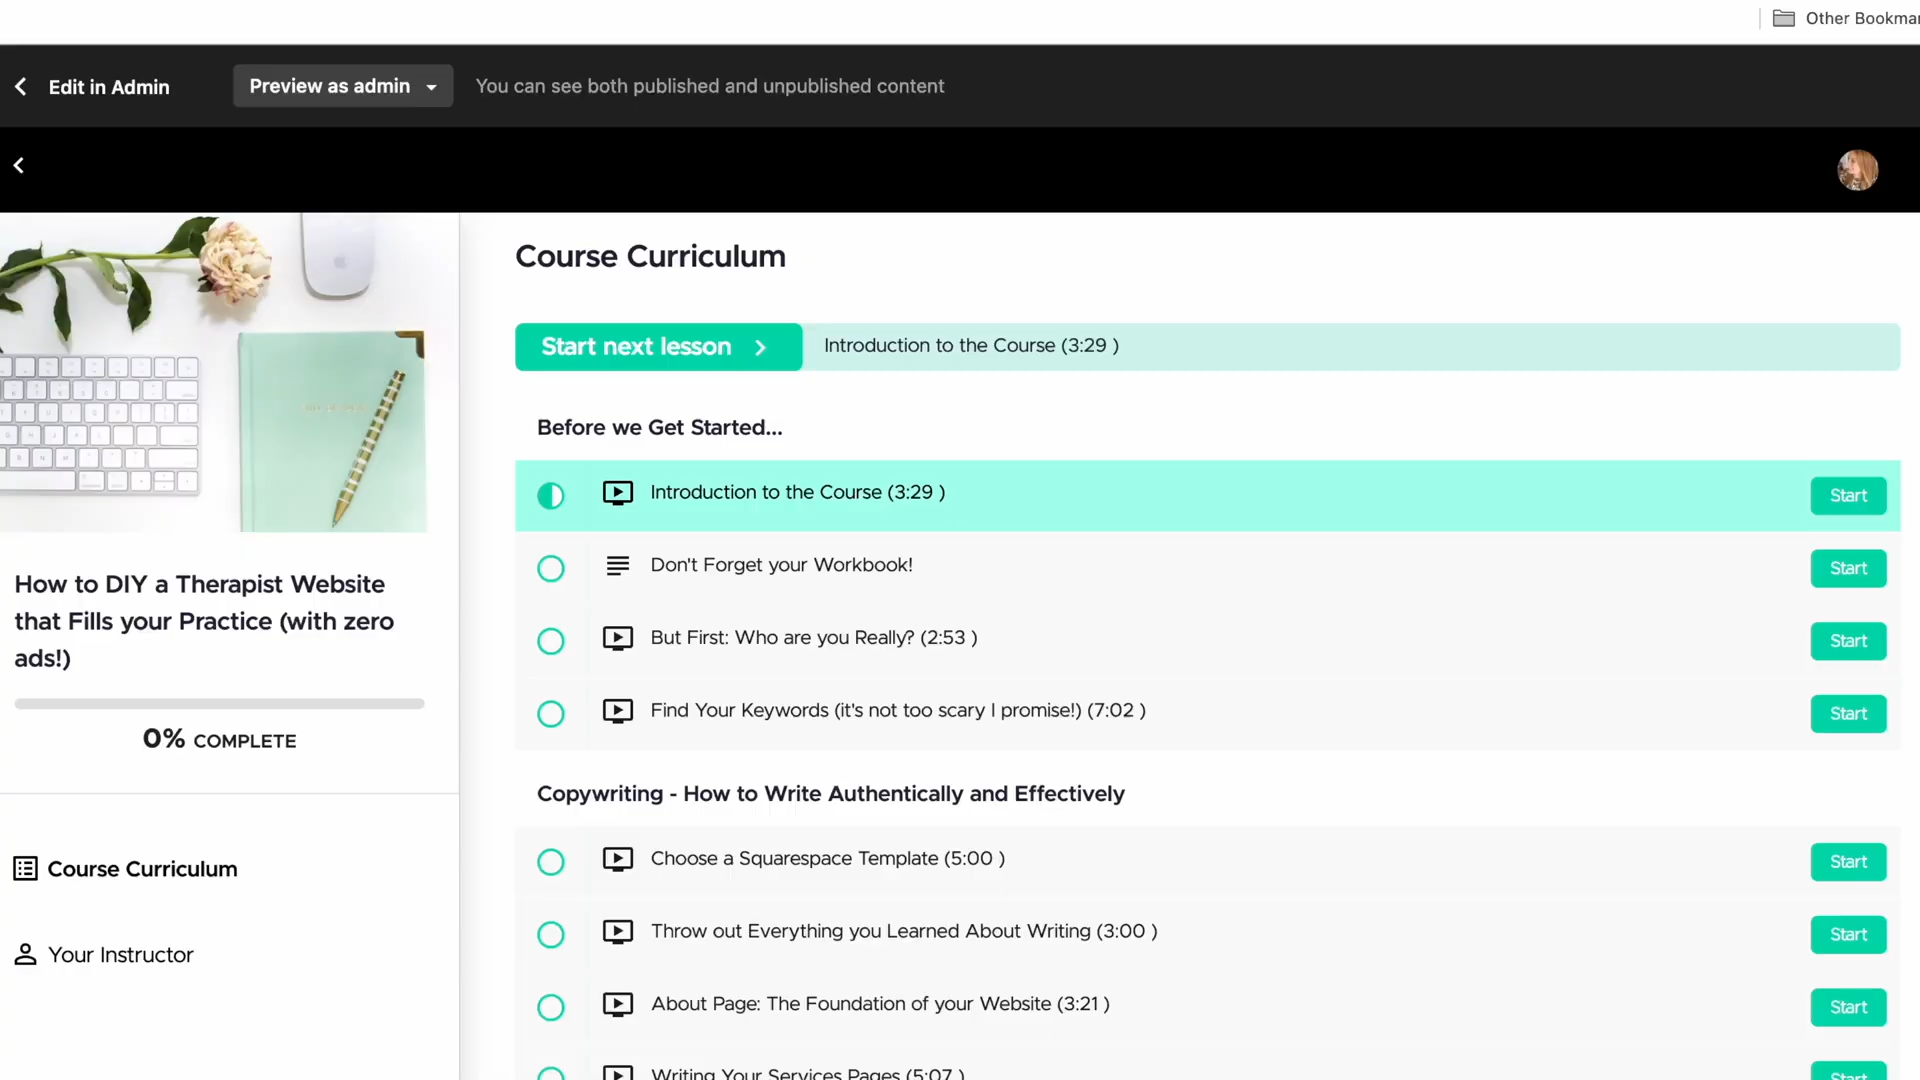 Other Bookmar
Edit in Admin
Preview as admin
You can see both published and unpublished content
Course Curriculum
Start next lesson
Introduction to the Course (3:29 )
Before we Get Started...
Introduction to the Course (3:29 )
Start
Don't Forget your Workbook!
Start
But First: Who are you Really? (2:53 )
Start
Find Your Keywords (it's not too scary I promise!) (7:02 )
Start
Copywriting - How to Write Authentically and Effectively
Choose a Squarespace Template (5:00 )
Start
Throw out Everything you Learned About Writing (3:00 )
Start
About Page: The Foundation of your Website (3:21 )
Start
Writing Your Services Pages (5:07 )
Start
How to DIY a Therapist Website
that Fills your Practice (with zero
ads!)
0% COMPLETE
Course Curriculum
Your Instructor